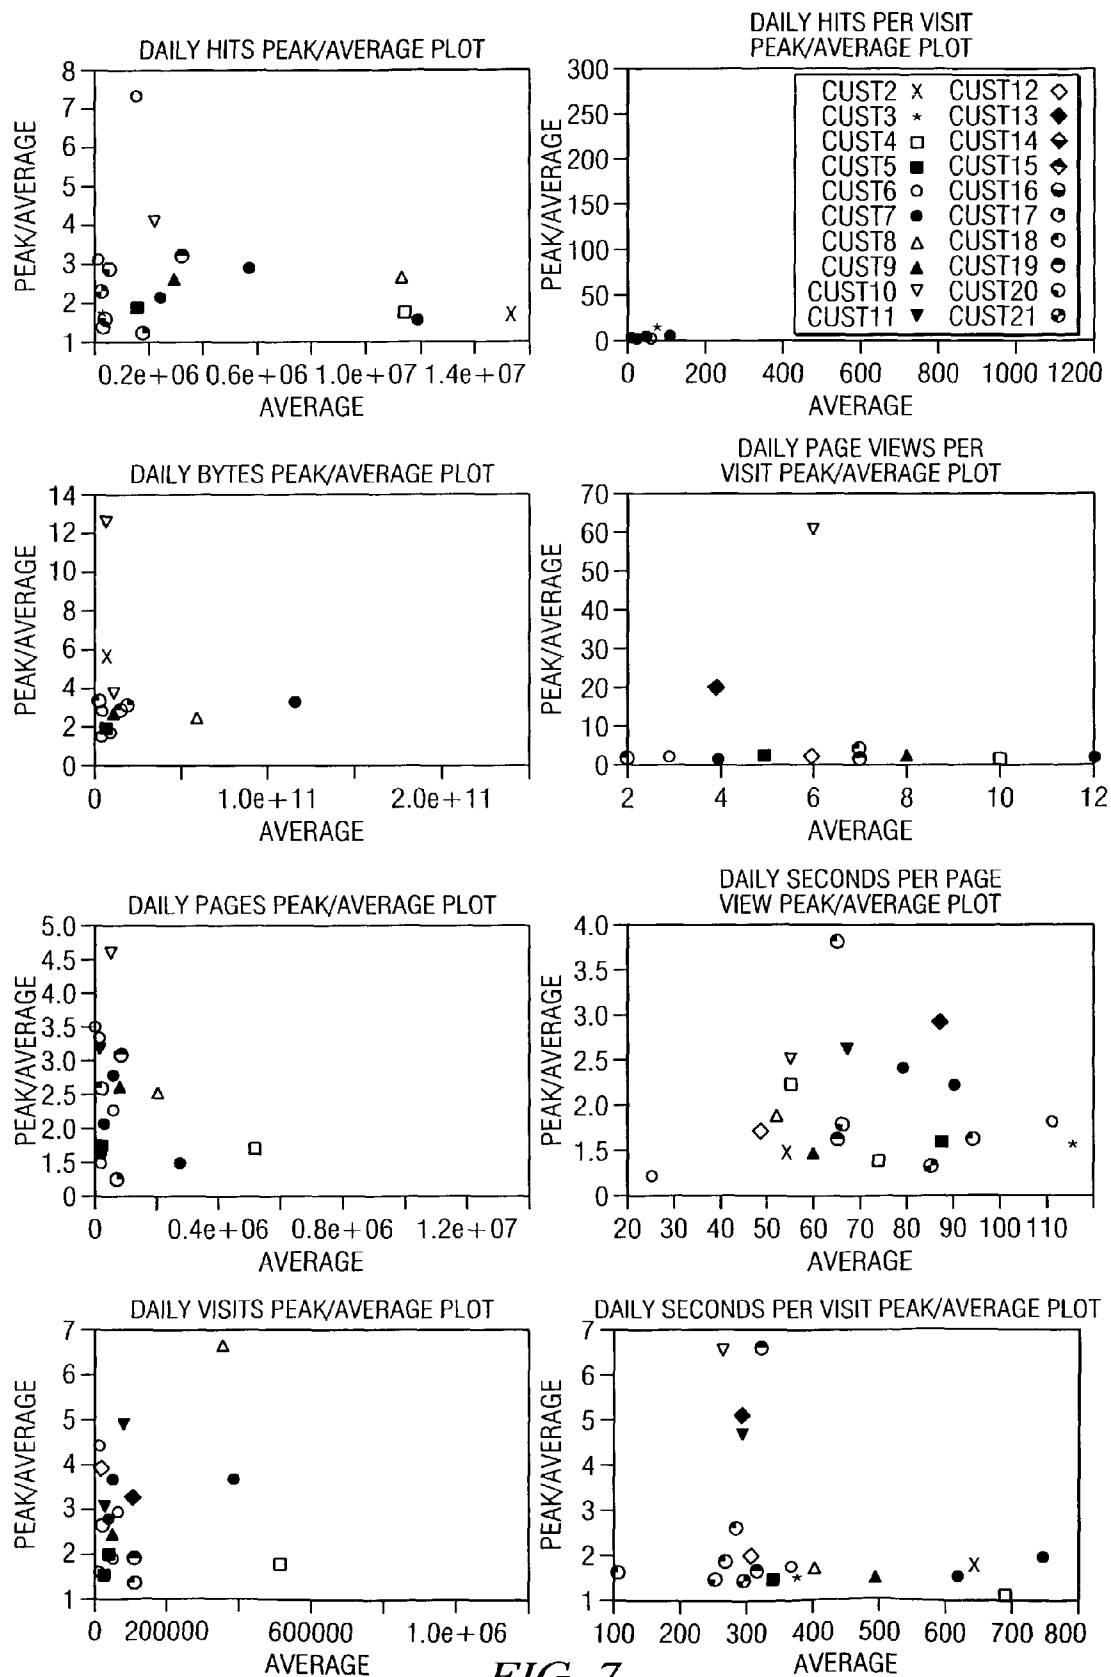 DAILY HITS PEAK/AVERAGE PLOT
8
7
6
5
4
3
2
1
PEAK/AVERAGE
0.2e+06 0.6e+06 1.0e+07 1.4e+07
AVERAGE
DAILY HITS PER VISIT
PEAK/AVERAGE PLOT
300
250
200
150
100
50
0
PEAK/AVERAGE
CUST2 CUST12
CUST3 CUST13
CUST4 CUST14
CUST5 CUST15
CUST6 CUST16
CUST7 CUST17
CUST8 CUST18
CUST9 CUST19
CUST10 CUST20
CUST11 CUST21
0 200 400 600 800 1000 1200
AVERAGE
DAILY BYTES PEAK/AVERAGE PLOT
14
12
10
8
6
4
2
0
PEAK/AVERAGE
0 1.0e+11 2.0e+11
AVERAGE
DAILY PAGE VIEWS PER
VISIT PEAK/AVERAGE PLOT
70
60
50
40
30
20
10
0
PEAK/AVERAGE
2 4 6 8 10 12
AVERAGE
DAILY PAGES PEAK/AVERAGE PLOT
5.0
4.5
4.0
3.5
3.0
2.5
2.0
1.5
0
PEAK/AVERAGE
0 0.4e+06 0.8e+06 1.2e+07
AVERAGE
DAILY SECONDS PER PAGE
VIEW PEAK/AVERAGE PLOT
4.0
3.5
3.0
2.5
2.0
1.5
0
PEAK/AVERAGE
20 30 40 50 60 70 80 90 100 110
AVERAGE
DAILY VISITS PEAK/AVERAGE PLOT
7
6
5
4
3
2
1
PEAK/AVERAGE
0 200000 600000 1.0e+06
AVERAGE
DAILY SECONDS PER VISIT PEAK/AVERAGE PLOT
7
6
5
4
3
2
1
PEAK/AVERAGE
100 200 300 400 500 600 700 800
AVERAGE
FIG. 7